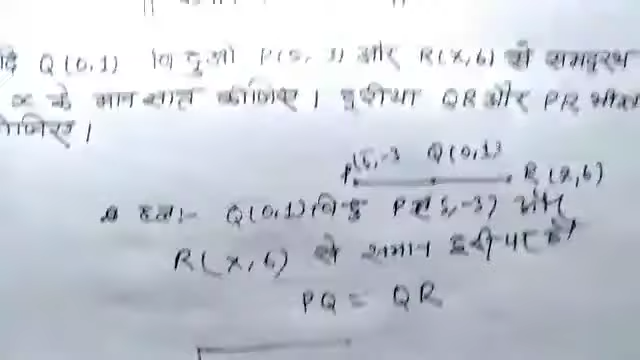 दि Q(0,1) बिन्दुओ P(5,-3) और R(x,6) से समदूरस्थ
x के मान ज्ञात कीजिए। दूरीया QR और PR भी ज्ञा
ीजिए।
P(5,-3 Q(0,1) R(x,6)
हल:- Q(0,1) बिन्दु P(5,-3) और
R(x,6) से समान दूरी पर है
PQ = QR